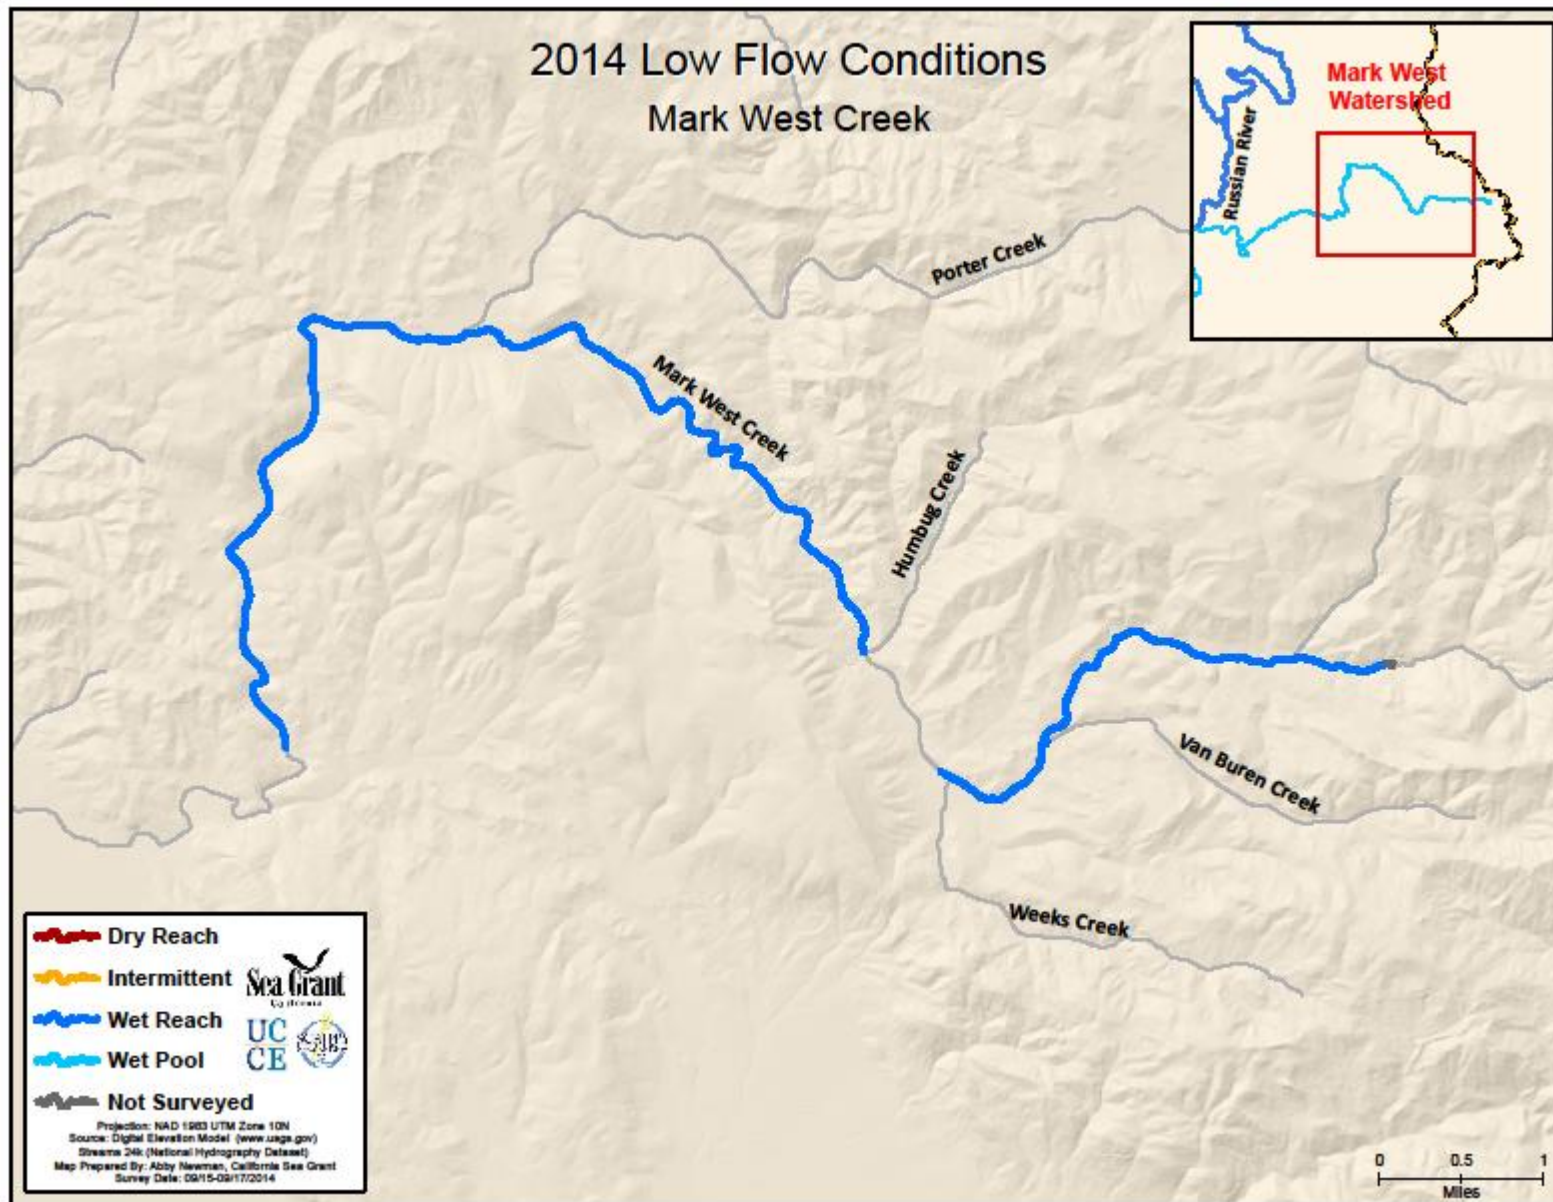 2014 Low Flow Conditions
Mark West Creek
Mark West
Watershed
Russian River
Porter Creek
Mark West Creek
Humbug Creek
Van Buren Creek
Weeks Creek
Dry Reach
Intermittent
Wet Reach
Wet Pool
Not Surveyed
Sea Grant
California
UC
CE
Projection: NAD 1983 UTM Zone 10N
Source: Digital Elevation Model (www.usgs.gov)
Streams 24k (National Hydrography Dataset)
Map Prepared By: Abby Newman, California Sea Grant
Survey Date: 09/15-09/17/2014
0 0.5 1
Miles